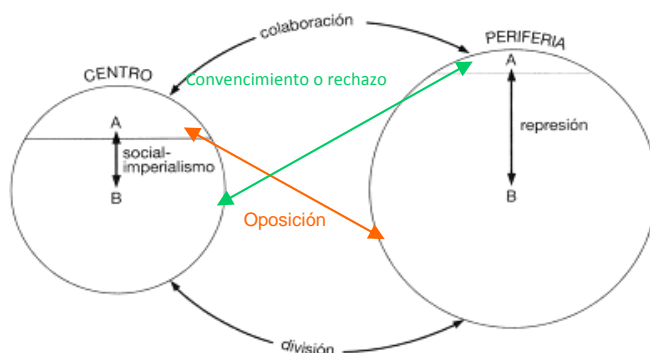 colaboración
PERIFERIA
A
CENTRO
Convencimiento o rechazo
A
represión
social-
imperialismo
B
B
Oposición
división